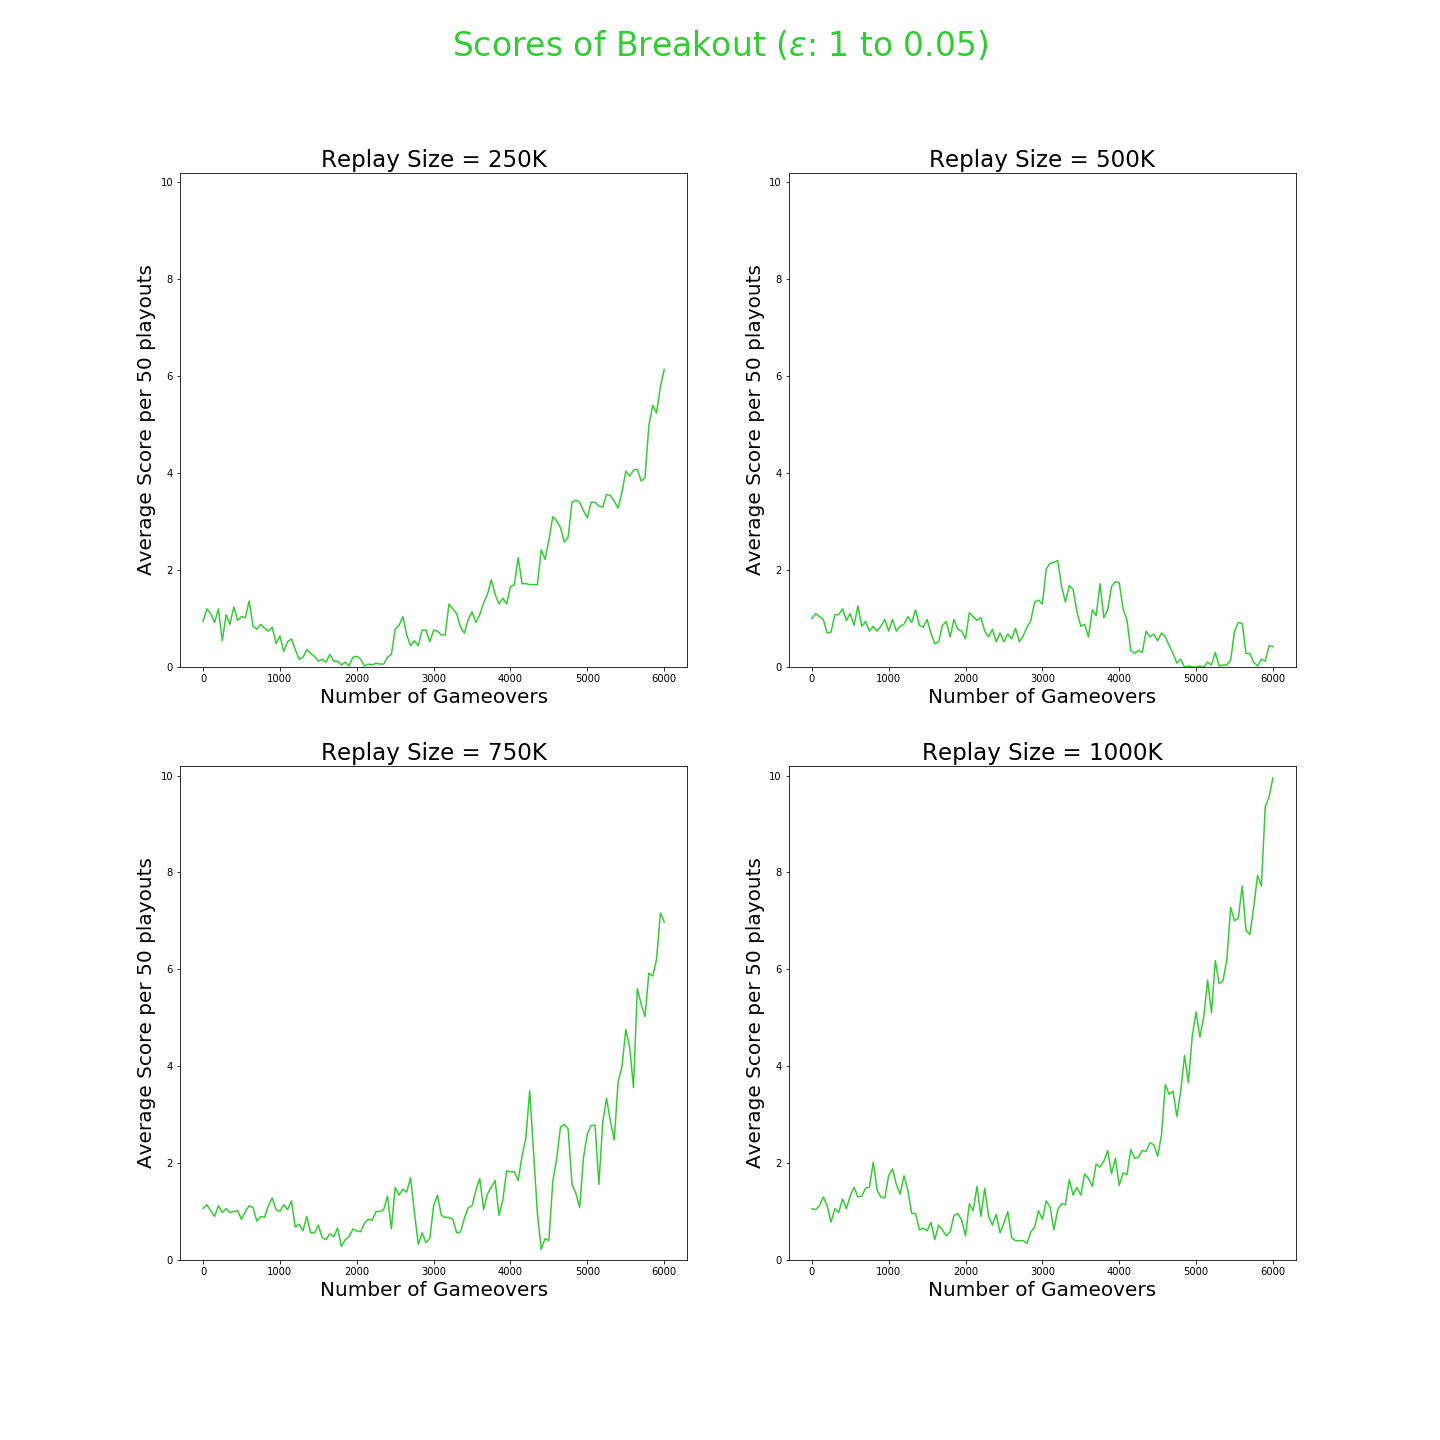 Scores of Breakout (ε: 1 to 0.05)
Replay Size = 250K
Average Score per 50 playouts
10
8
6
4
2
0
0 1000 2000 3000 4000 5000 6000
Number of Gameovers
Replay Size = 500K
Average Score per 50 playouts
10
8
6
4
2
0
0 1000 2000 3000 4000 5000 6000
Number of Gameovers
Replay Size = 750K
Average Score per 50 playouts
10
8
6
4
2
0
0 1000 2000 3000 4000 5000 6000
Number of Gameovers
Replay Size = 1000K
Average Score per 50 playouts
10
8
6
4
2
0
0 1000 2000 3000 4000 5000 6000
Number of Gameovers